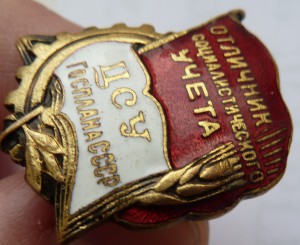 ОТЛИЧНИК
СОЦИАЛИСТИЧЕСКОГО
УЧЕТА
ЦСУ
ГОСПЛАНА СССР